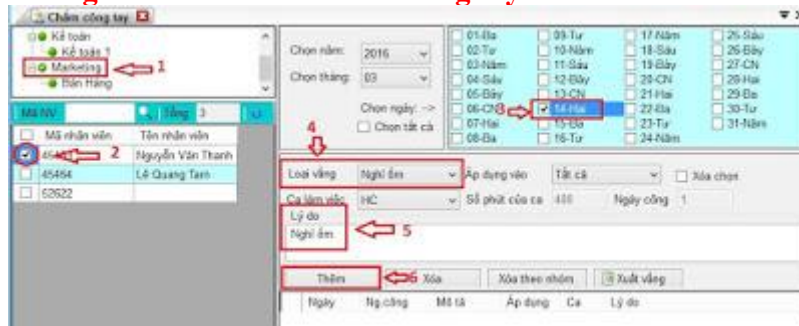 Chấm công tay
Kế toán
Kế toán 1
Marketing
Bán Hàng
1
Mã NV
Tổng 3
Mã nhân viên Tên nhân viên
2 Nguyễn Văn Thanh
45464 Lê Quang Tam
52622
Chọn năm: 2016
Chọn tháng: 03
Chọn ngày: -->
Chọn tất cả
01-Ba 09-Tư 17-Năm 25-Sáu
02-Tư 10-Năm 18-Sáu 26-Bảy
03-Năm 11-Sáu 19-Bảy 27-CN
04-Sáu 12-Bảy 20-CN 28-Hai
05-Bảy 13-CN 21-Hai 29-Ba
06-CN 3 14-Hai 22-Ba 30-Tư
07-Hai 15-Ba 23-Tư 31-Năm
08-Ba 16-Tư 24-Năm
4
Loại vắng Nghỉ ốm Áp dụng vào Tất cả Xóa chọn
Ca làm việc HC Số phút của ca 480 Ngày công 1
Lý do
Nghỉ ốm
5
Thêm 6 Xóa Xóa theo nhóm Xuất vắng
Ngày Ng.công Mô tả Áp dụng Ca Lý do